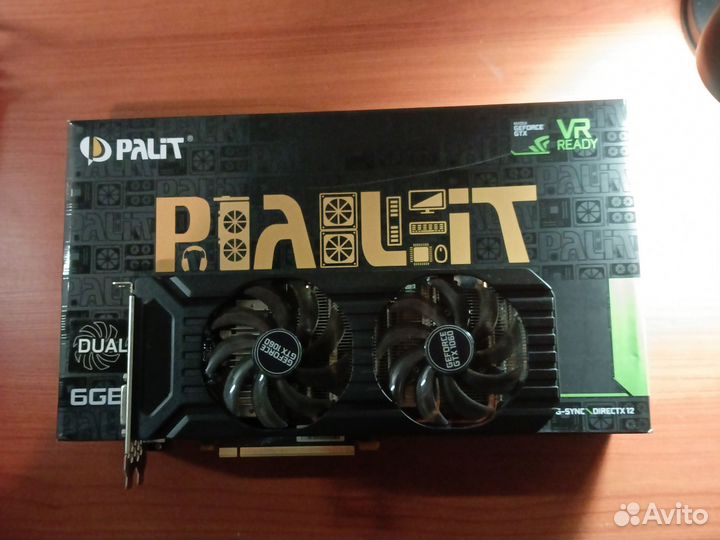 PALiT
NVIDIA
GEFORCE
GTX
VR
READY
PALiT
DUAL
6GB
GEFORCE
GTX 1060
GEFORCE
GTX 1060
G-SYNC DIRECTX 12
Avito